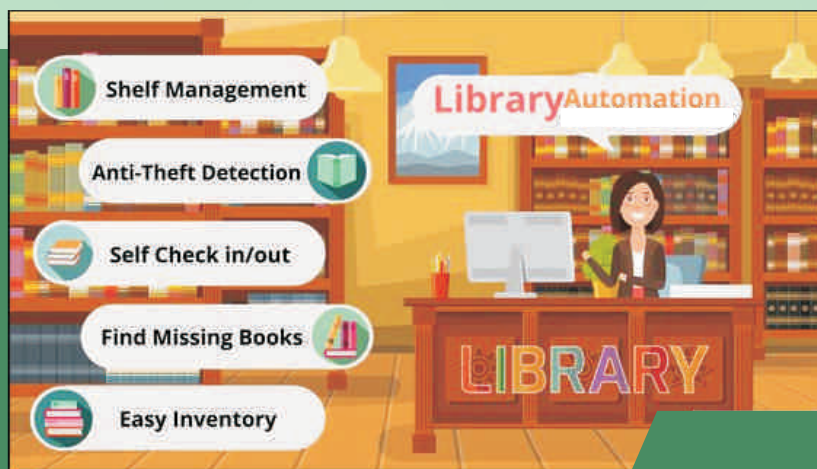 Library Automation
Shelf Management
Anti-Theft Detection
Self Check in/out
Find Missing Books
Easy Inventory
LIBRARY